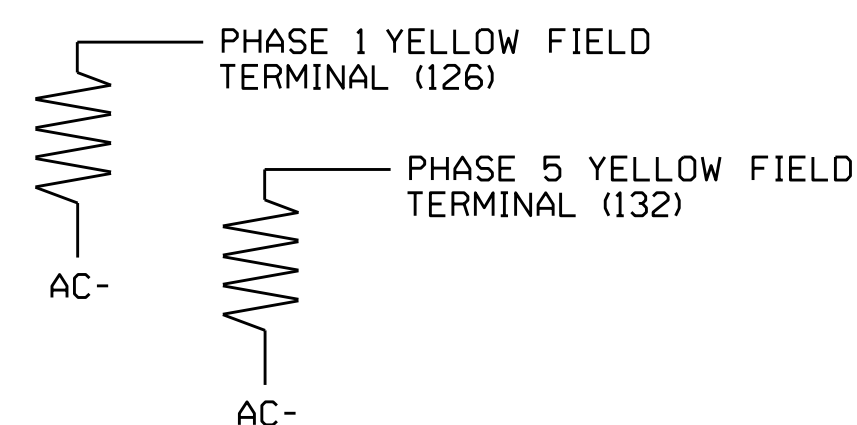 PHASE 1 YELLOW FIELD
TERMINAL (126)
PHASE 5 YELLOW FIELD
TERMINAL (132)
AC-
AC-